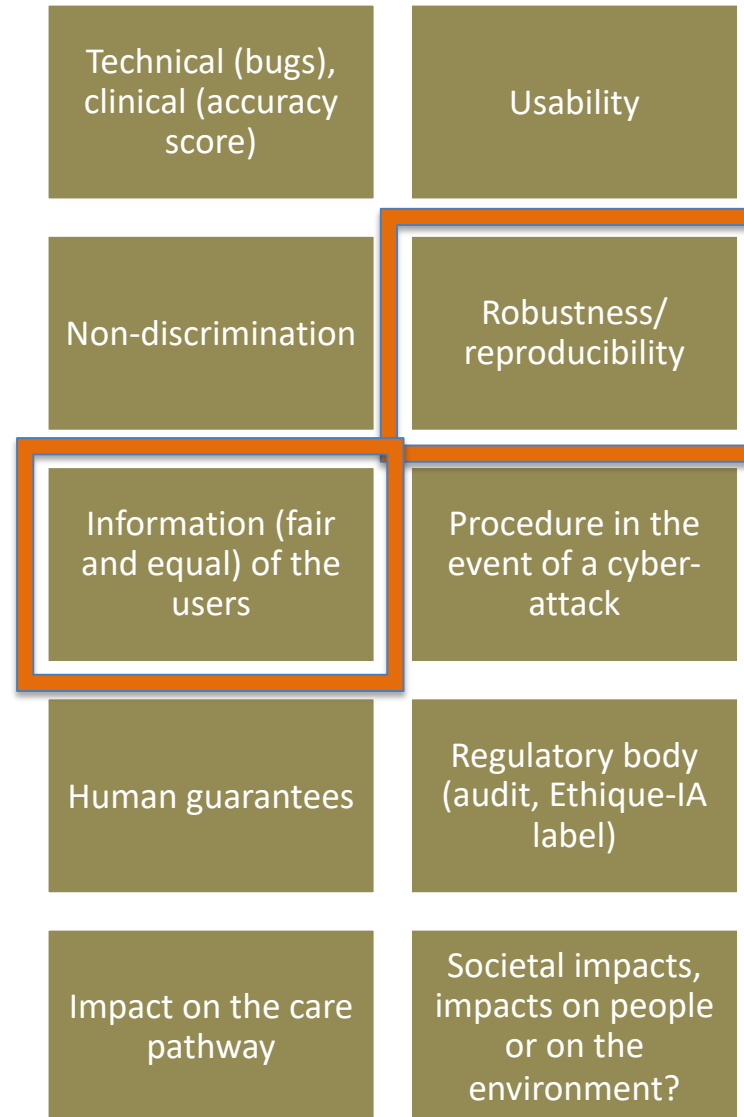 Technical (bugs),
clinical (accuracy
score)
Usability
Non-discrimination
Robustness/
reproducibility
Information (fair
and equal) of the
users
Procedure in the
event of a cyber-
attack
Human guarantees
Regulatory body
(audit, Ethique-IA
label)
Impact on the care
pathway
Societal impacts,
impacts on people
or on the
environment?